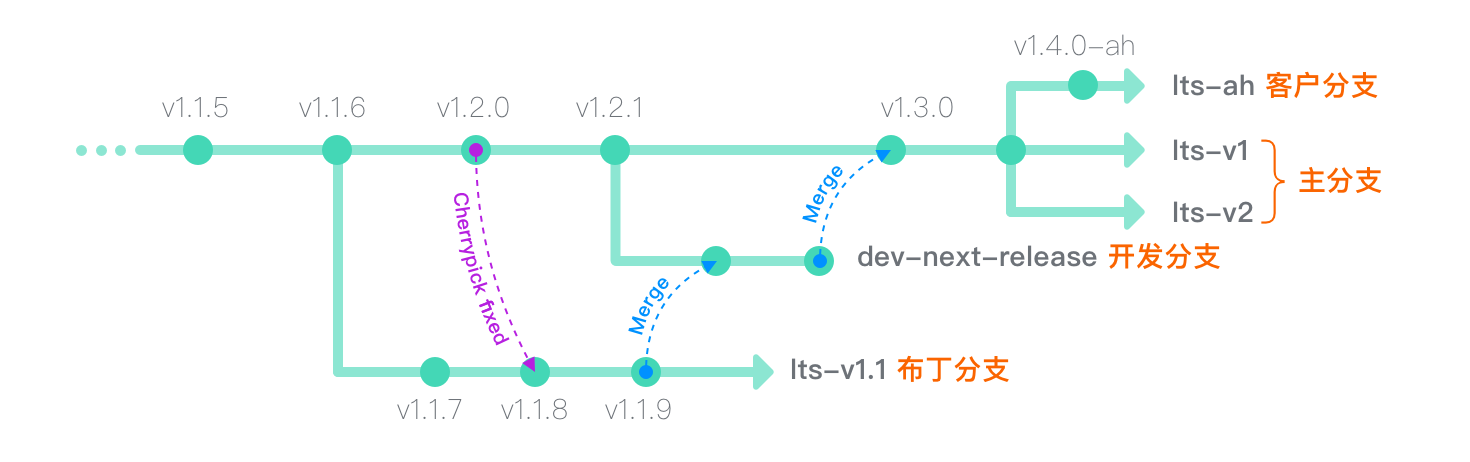 v1.4.0-ah
lts-ah 客户分支
v1.1.5
v1.1.6
v1.2.0
v1.2.1
v1.3.0
lts-v1
主分支
lts-v2
Cherrypick fixed
Merge
dev-next-release 开发分支
Merge
lts-v1.1 布丁分支
v1.1.7
v1.1.8
v1.1.9